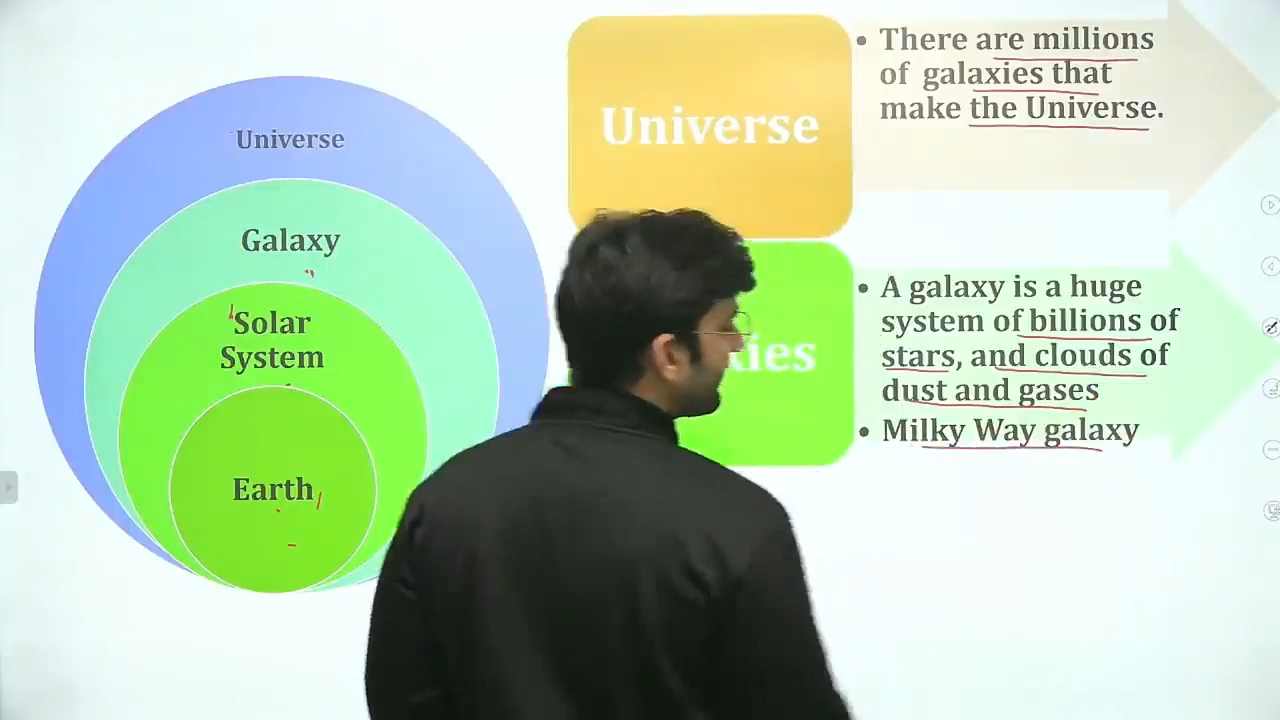 Universe
Galaxy
Solar
System
Earth
Universe
• There are millions
of galaxies that
make the Universe.
• A galaxy is a huge
system of billions of
stars, and clouds of
dust and gases
• Milky Way galaxy